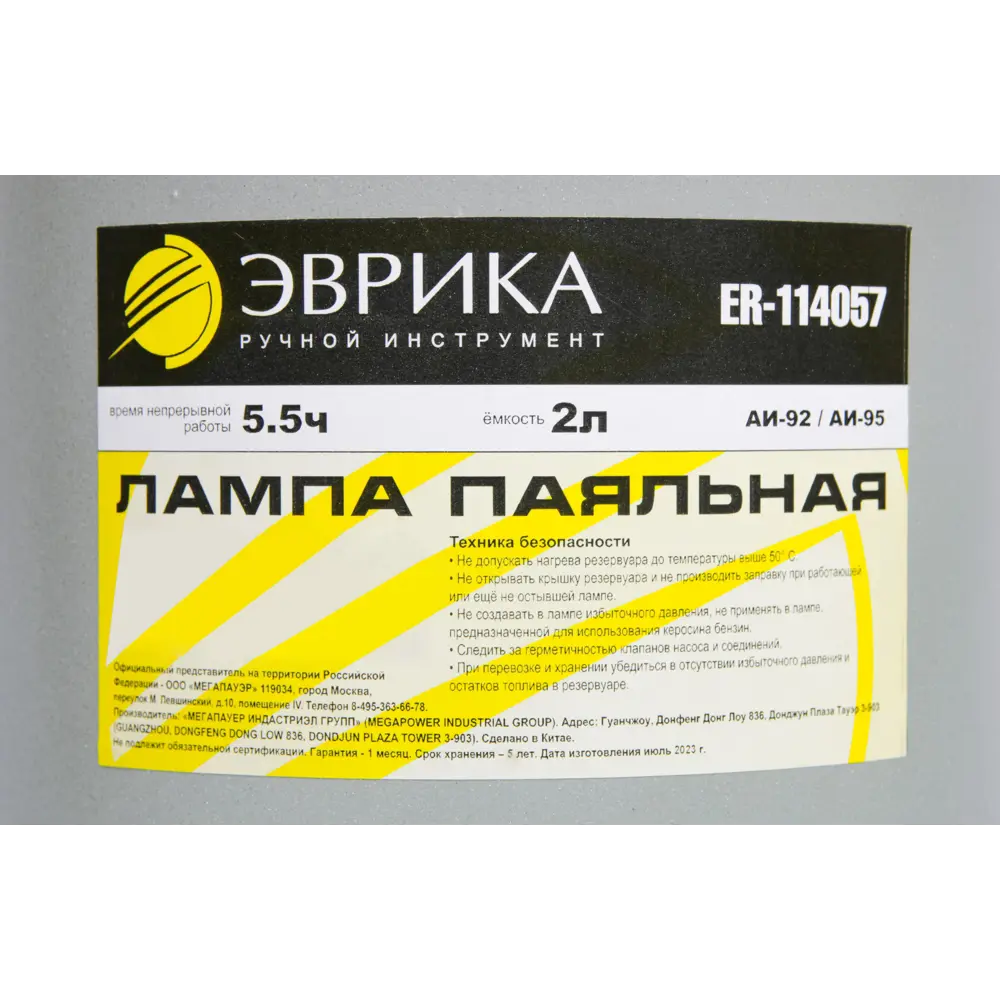 ЭВРИКА
РУЧНОЙ ИНСТРУМЕНТ
ER-114057
время непрерывной
работы 5.5ч
ёмкость 2л
АИ-92 / АИ-95
ЛАМПА ПАЯЛЬНАЯ
Техника безопасности
• Не допускать нагрева резервуара до температуры выше 50° С.
• Не открывать крышку резервуара и не производить заправку при работающей
или ещё не остывшей лампе.
• Не создавать в лампе избыточного давления, не применять в лампе,
предназначенной для использования керосина бензин.
• Следить за герметичностью клапанов насоса и соединений.
• При перевозке и хранении убедиться в отсутствии избыточного давления и
остатков топлива в резервуаре.
Официальный представитель на территории Российской
Федерации - ООО «МЕГАПАУЭР» 119034, город Москва,
переулок М. Левшинский, д.10, помещение IV. Телефон 8-495-363-66-78.
Производитель: «МЕГАПАУЕР ИНДАСТРИЭЛ ГРУПП» (MEGAPOWER INDUSTRIAL GROUP). Адрес: Гуанчжоу, Донфенг Донг Лоу 836, Донджун Плаза Тауэр 3-903
(GUANGZHOU, DONGFENG DONG LOW 836, DONDJUN PLAZA TOWER 3-903). Сделано в Китае.
Не подлежит обязательной сертификации. Гарантия - 1 месяц. Срок хранения – 5 лет. Дата изготовления июль 2023 г.